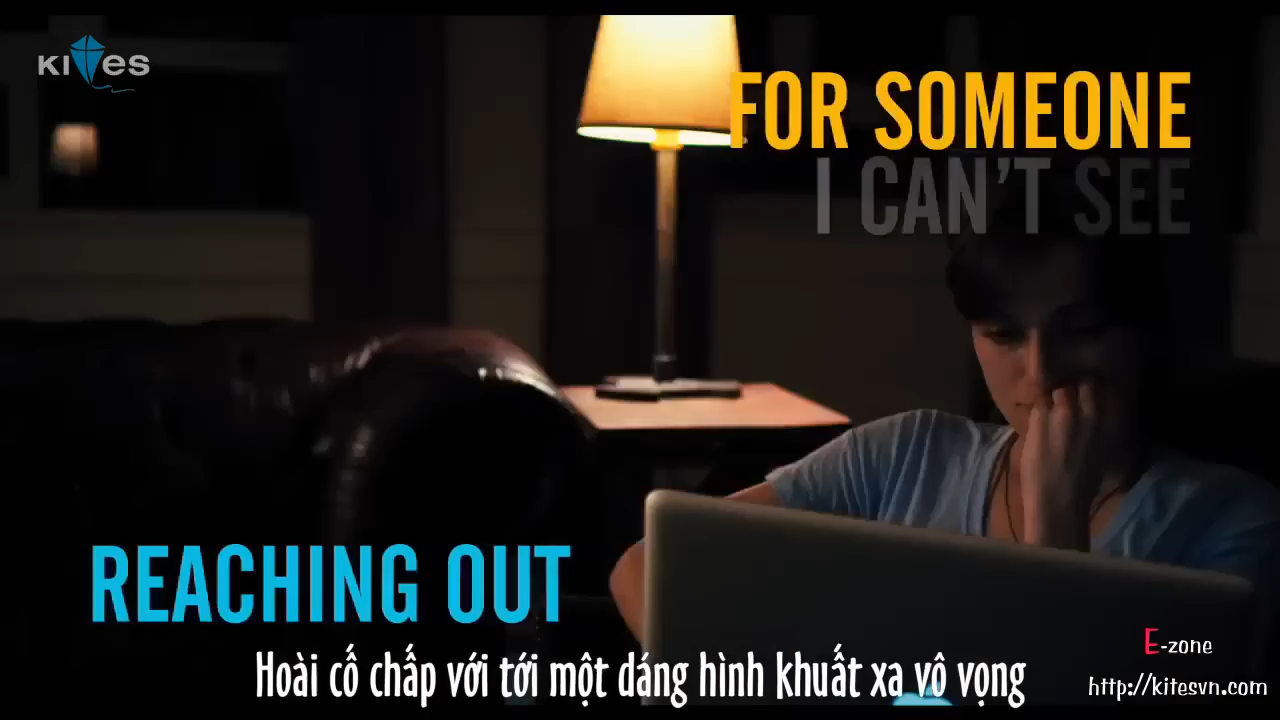 KITES
FOR SOMEONE
I CAN'T SEE
REACHING OUT
Hoài cố chấp với tới một dáng hình khuất xa vô vọng
E-zone
http://kitesvn.com